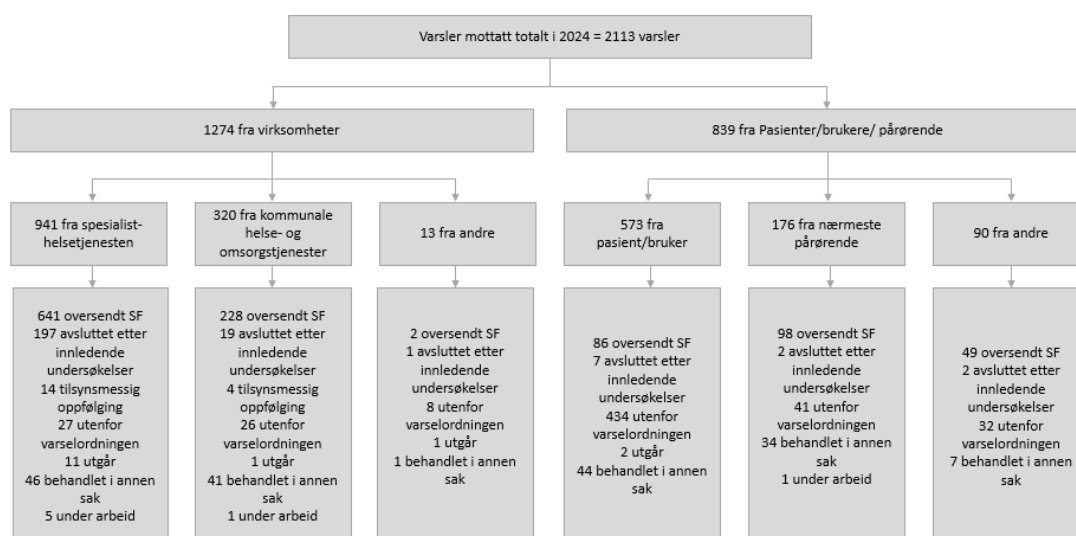 Varsler mottatt totalt i 2024 = 2113 varsler
1274 fra virksomheter
839 fra Pasienter/brukere/ pårørende
941 fra spesialist-
helsetjenesten
320 fra kommunale
helse- og
omsorgstjenester
13 fra andre
573 fra
pasient/bruker
176 fra nærmeste
pårørende
90 fra andre
641 oversendt SF
197 avsluttet etter
innledende
undersøkelser
14 tilsynsmessig
oppfølging
27 utenfor
varselordningen
11 utgår
46 behandlet i annen
sak
5 under arbeid
228 oversendt SF
19 avsluttet etter
innledende
undersøkelser
4 tilsynsmessig
oppfølging
26 utenfor
varselordningen
1 utgår
41 behandlet i annen
sak
1 under arbeid
2 oversendt SF
1 avsluttet etter
innledende
undersøkelser
8 utenfor
varselordningen
1 utgår
1 behandlet i annen
sak
86 oversendt SF
7 avsluttet etter
innledende
undersøkelser
434 utenfor
varselordningen
2 utgår
44 behandlet i annen
sak
98 oversendt SF
2 avsluttet etter
innledende
undersøkelser
41 utenfor
varselordningen
34 behandlet i annen
sak
1 under arbeid
49 oversendt SF
2 avsluttet etter
innledende
undersøkelser
32 utenfor
varselordningen
7 behandlet i annen
sak